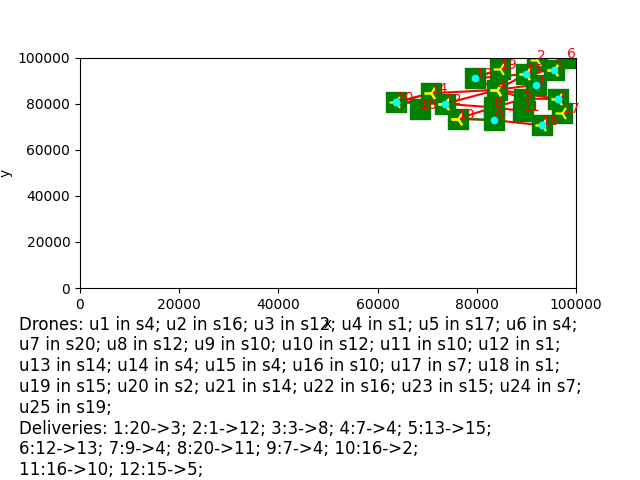 100000
80000
60000
40000
20000
0
y
0 20000 40000 60000 80000 100000
x
Drones: u1 in s4; u2 in s16; u3 in s12; u4 in s1; u5 in s17; u6 in s4;
u7 in s20; u8 in s12; u9 in s10; u10 in s12; u11 in s10; u12 in s1;
u13 in s14; u14 in s4; u15 in s4; u16 in s10; u17 in s7; u18 in s1;
u19 in s15; u20 in s2; u21 in s14; u22 in s16; u23 in s15; u24 in s7;
u25 in s19;
Deliveries: 1:20->3; 2:1->12; 3:3->8; 4:7->4; 5:13->15;
6:12->13; 7:9->4; 8:20->11; 9:7->4; 10:16->2;
11:16->10; 12:15->5;